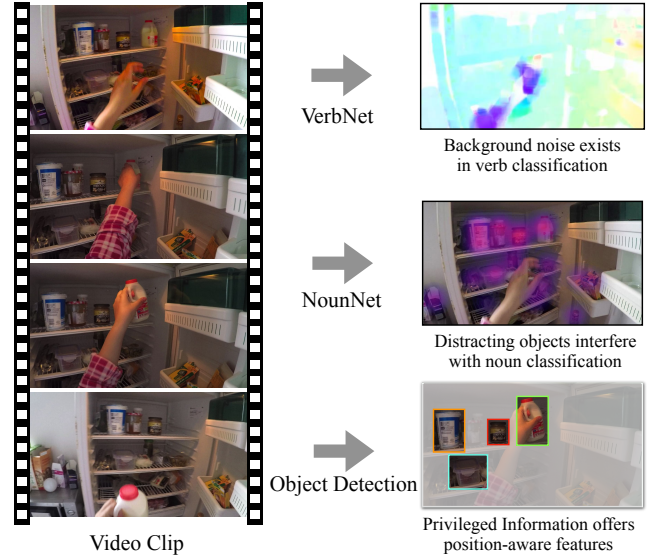 VerbNet
Background noise exists
in verb classification
NounNet
Distracting objects interfere
with noun classification
Object Detection
Video Clip
Privileged Information offers
position-aware features